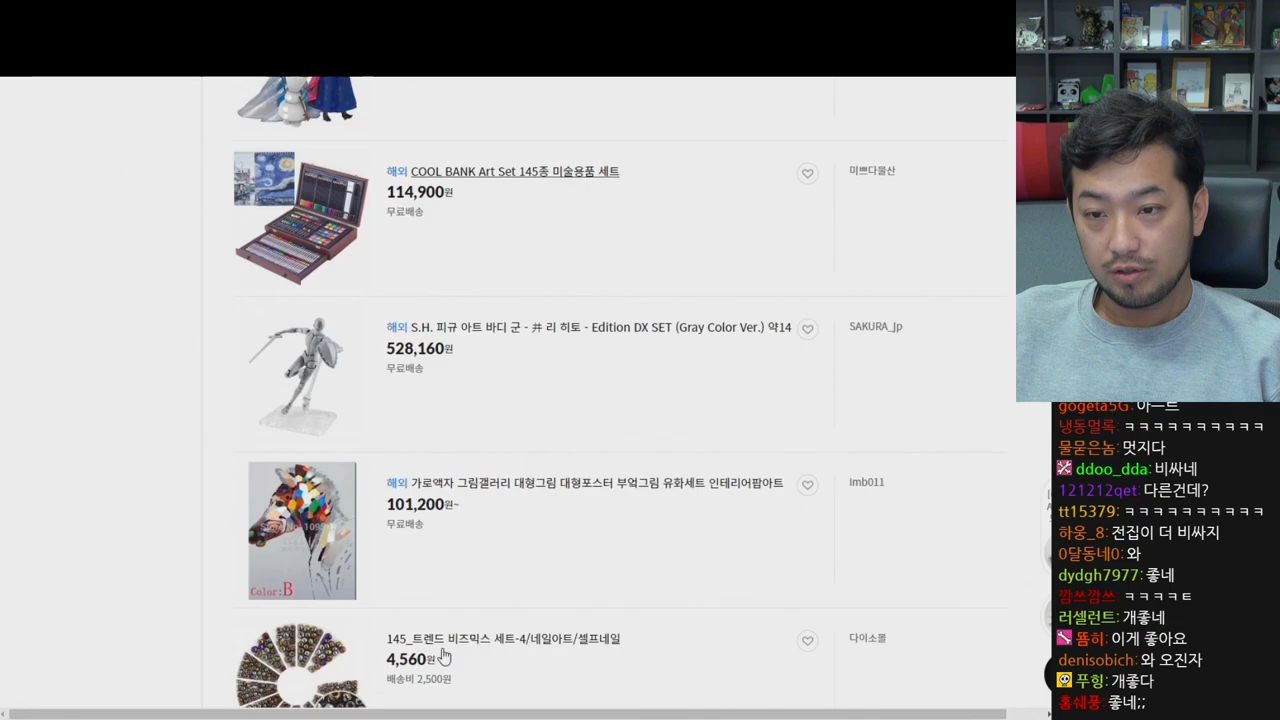 해외 COOL BANK Art Set 145종 미술용품 세트
114,900원
무료배송
미쁘다물산
해외 S.H. 피규 아트 바디 군 - 井 리 히토 - Edition DX SET (Gray Color Ver.) 약14
528,160원
무료배송
SAKURA_jp
해외 가로액자 그림갤러리 대형그림 대형포스터 부엌그림 유화세트 인테리어팝아트
101,200원~
무료배송
lmb011
Color:B
145_트렌드 비즈믹스 세트-4/네일아트/셀프네일
4,560원
배송비 2,500원
다이소몰
gogeta5G: 아ㅡ트
냉동멀록: ㅋㅋㅋㅋㅋㅋㅋㅋㅋㅋ
물묻은놈: 멋지다
ddoo_dda: 비싸네
121212qet: 다른건데?
tt15379: ㅋㅋㅋㅋㅋㅋㅋㅋㅋㅋ
하웅_8: 전집이 더 비싸지
0달동네0: 와
dydgh7977: 좋네
깜쓰깜쓰: ㅋㅋㅋㅋㅌ
러셀런트: 개좋네
뚐히: 이게 좋아요
denisobich: 와 오진자
푸헝: 개좋다
홍쉐풍: 좋네;;